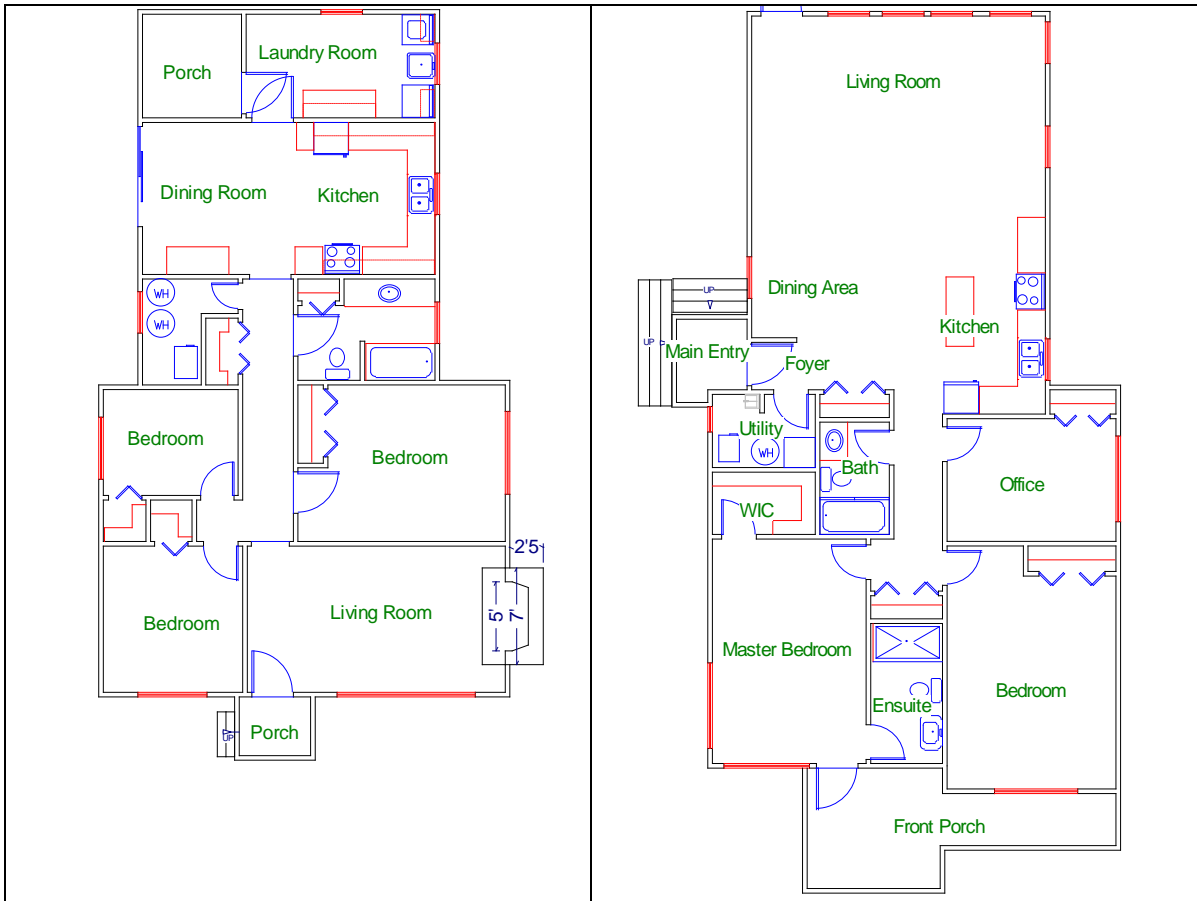 Laundry Room
Porch
Dining Room
Kitchen
WH
WH
Bedroom
Bedroom
2'5
5'
7'
Living Room
Bedroom
Porch
UP
Living Room
UP
Dining Area
Kitchen
UP
Main Entry
Foyer
Utility
WH
Bath
Office
WIC
Master Bedroom
Bedroom
Ensuite
Front Porch